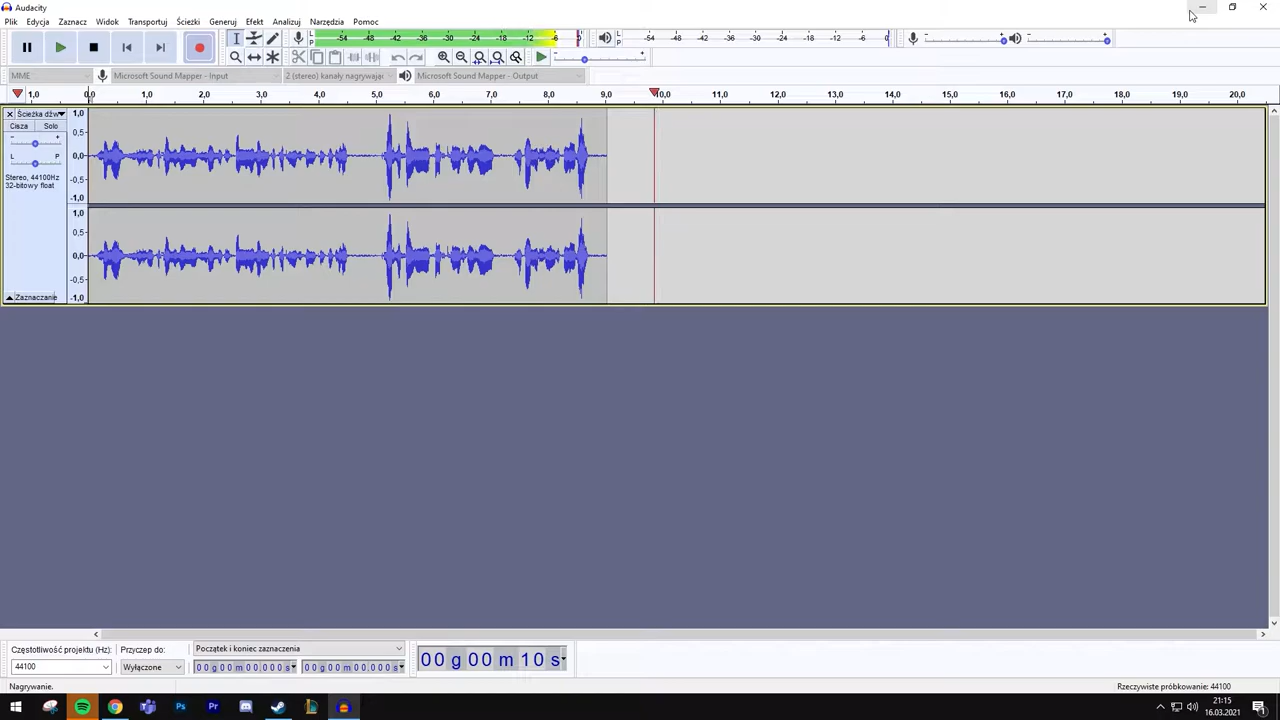 Audacity
Plik Edycja Zaznacz Widok Transportuj Ścieżki Generuj Efekt Analizuj Narzędzia Pomoc
L P -54 -48 -42 -36 -30 -24 -18 -12 -6 0 L P -54 -48 -42 -36 -30 -24 -18 -12 -6 0
MME Microsoft Sound Mapper - Input 2 (stereo) kanały nagrywając Microsoft Sound Mapper - Output
1,0 0,0 1,0 2,0 3,0 4,0 5,0 6,0 7,0 8,0 9,0 10,0 11,0 12,0 13,0 14,0 15,0 16,0 17,0 18,0 19,0 20,0
Ścieżka dźw
Cisza Solo
- +
L P
Stereo, 44100Hz
32-bitowy float
1,0
0,5
0,0
-0,5
-1,0
1,0
0,5
0,0
-0,5
-1,0
Zaznaczanie
Częstotliwość projektu (Hz): Przyczep do: Początek i koniec zaznaczenia
44100 Wyłączone 00 g 00 m 00,000 s 00 g 00 m 00,000 s
00 g 00 m 10 s
Nagrywanie. Rzeczywiste próbkowanie: 44100
Ps Pr
21:15
16.03.2021
1